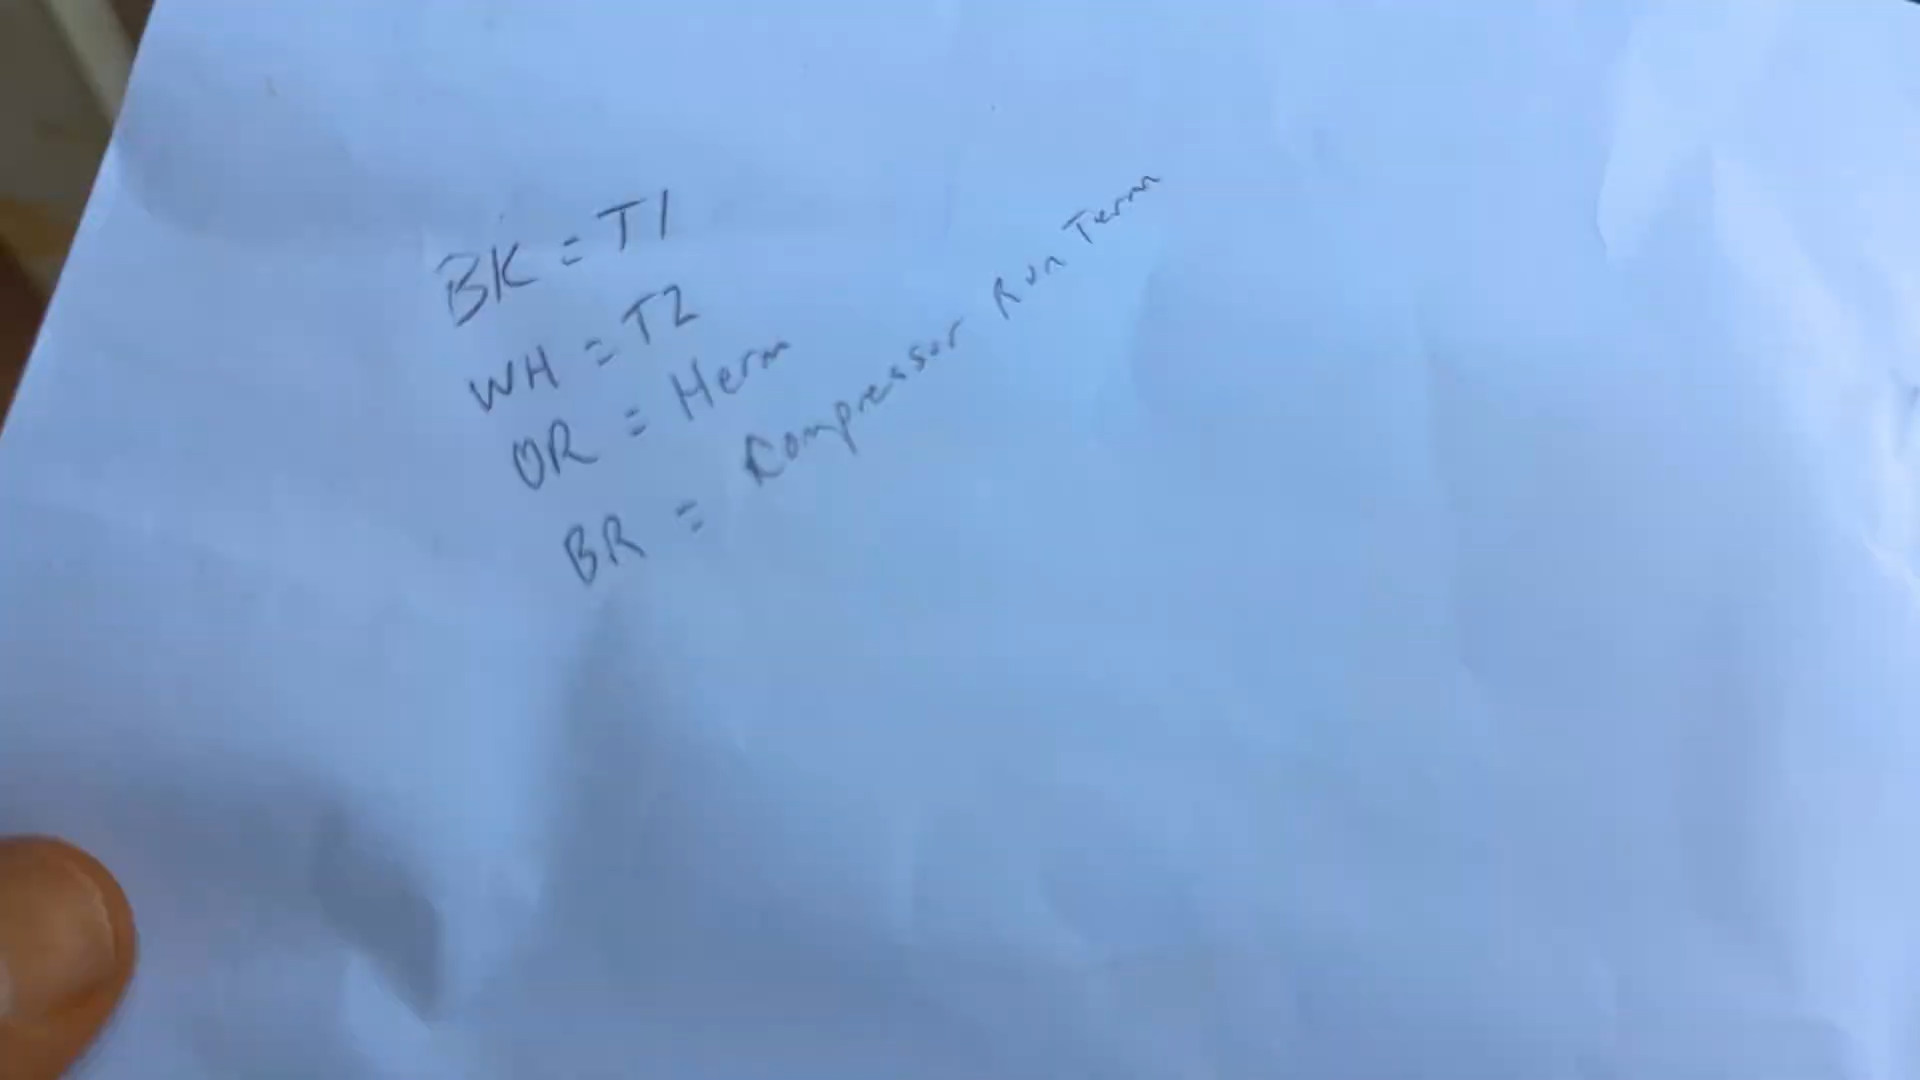 BK = T1
WH = T2
OR = Herm
BR = Compressor Run Term